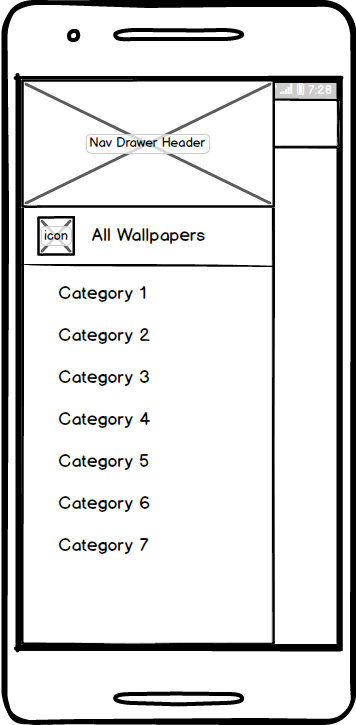 7:28
Nav Drawer Header
icon
All Wallpapers
Category 1
Category 2
Category 3
Category 4
Category 5
Category 6
Category 7